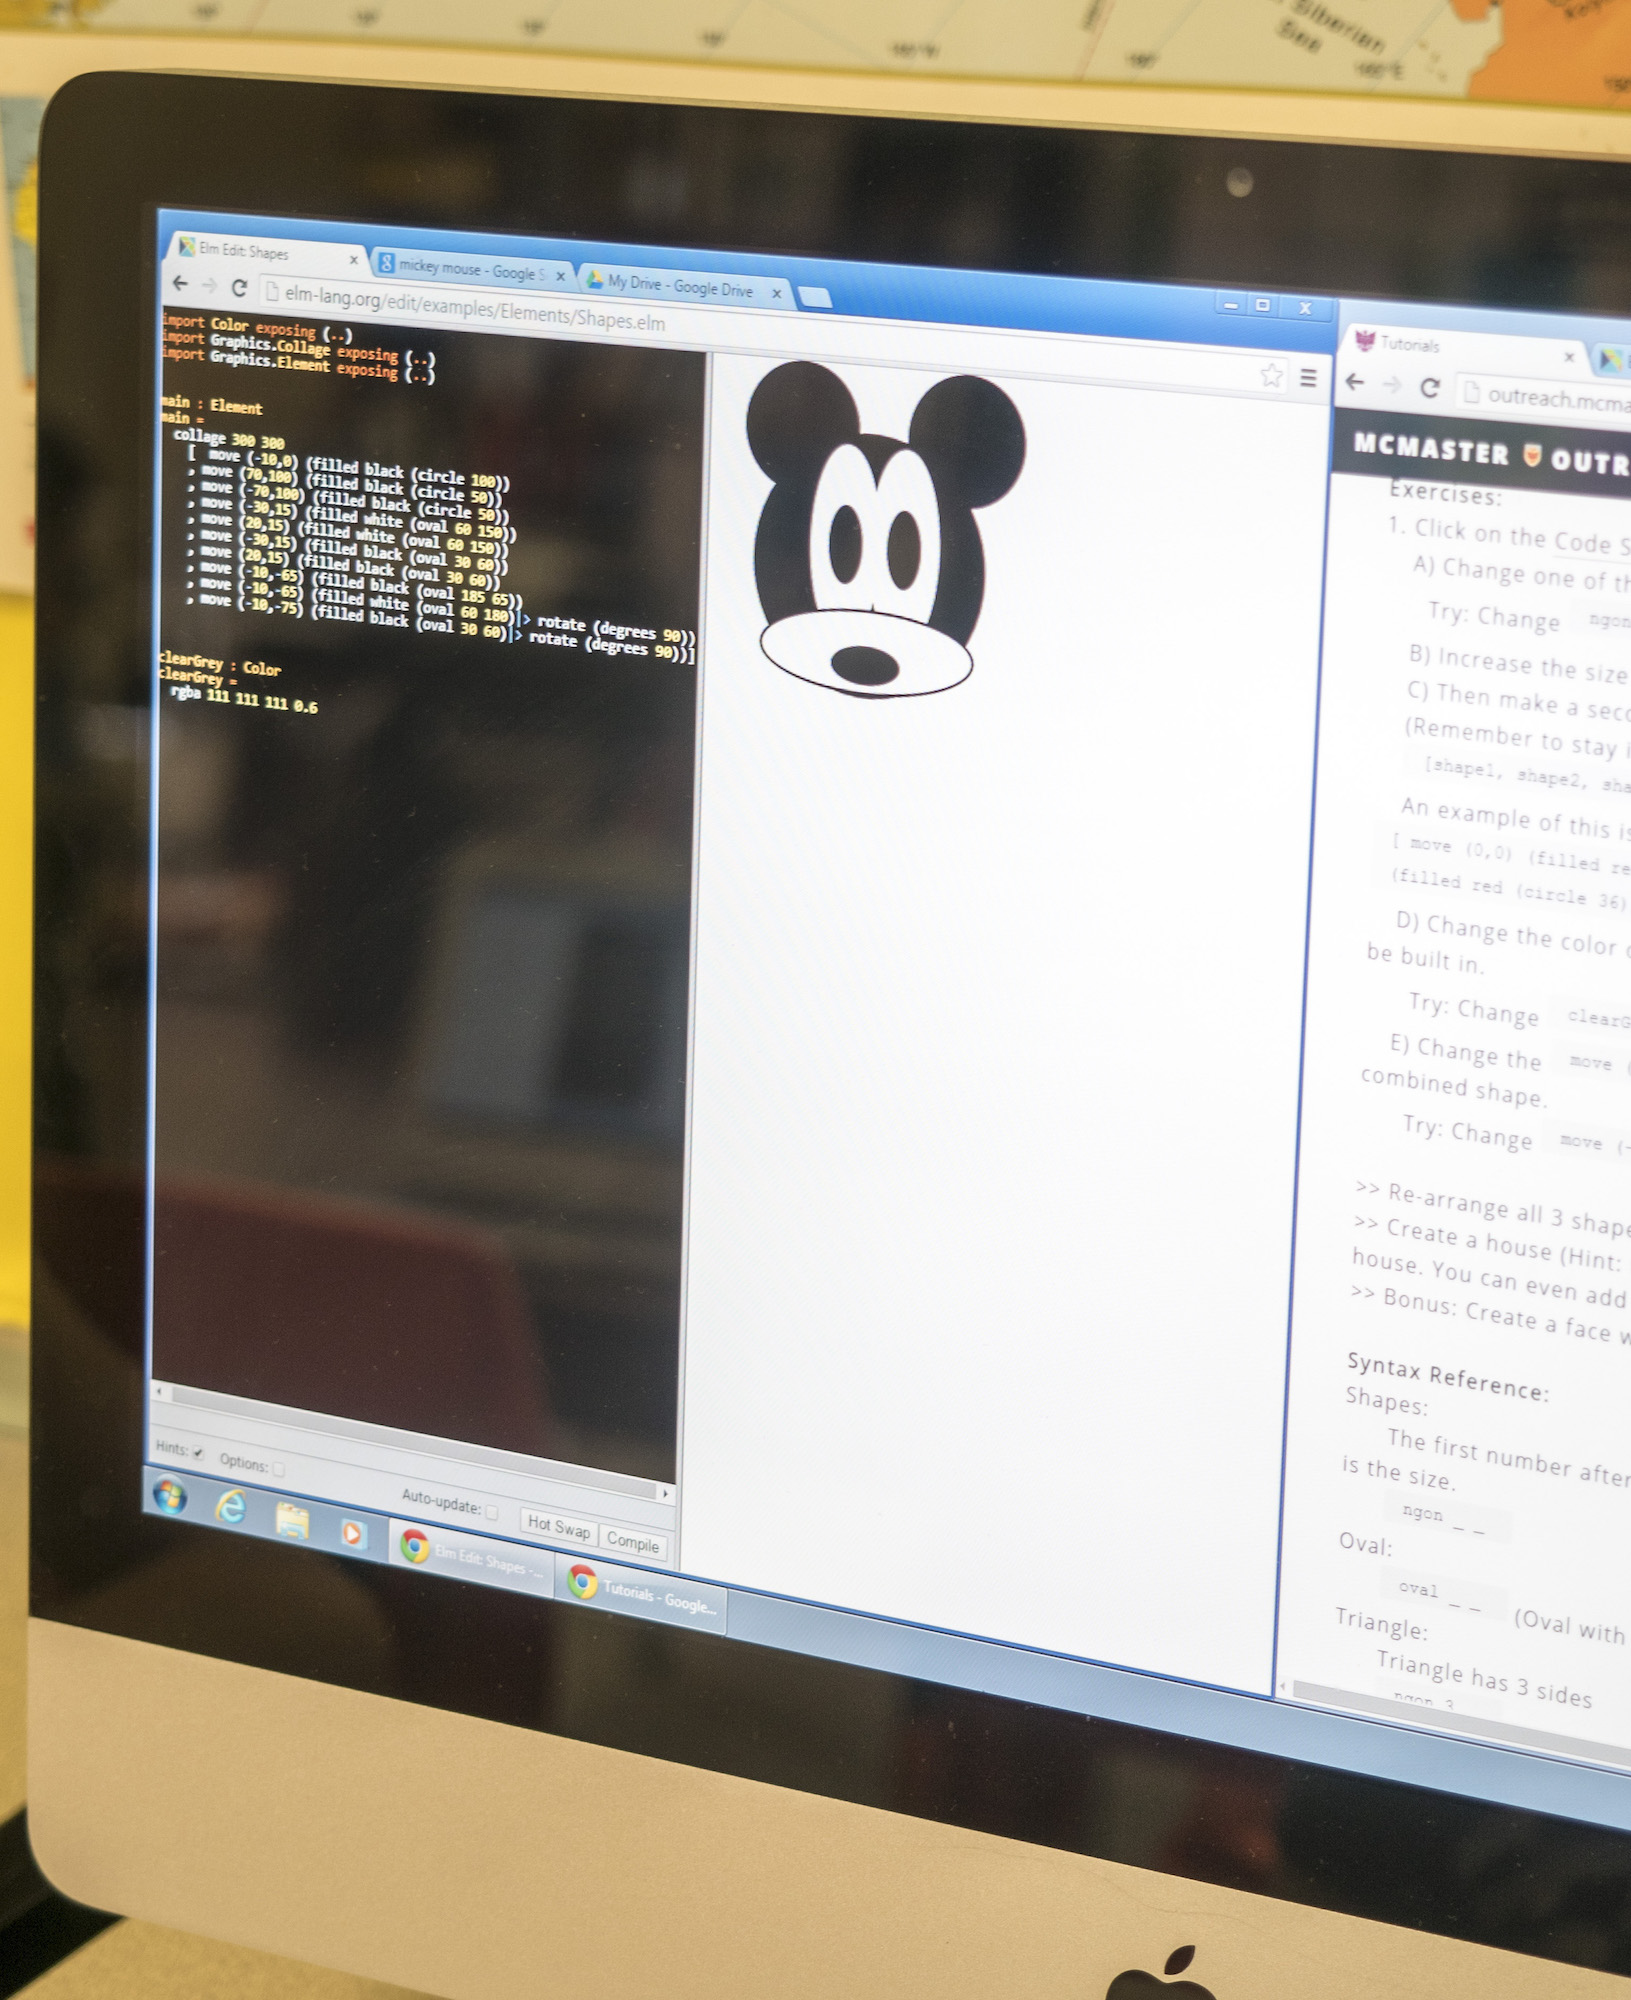 Siberian
Sea
Elm Edit: Shapes
mickey mouse - Google S
My Drive - Google Drive
elm-lang.org/edit/examples/Elements/Shapes.elm
import Color exposing (..)
import Graphics.Collage exposing (..)
import Graphics.Element exposing (..)
main : Element
main =
collage 300 300
[ move (-10,0) (filled black (circle 100))
, move (70,100) (filled black (circle 50))
, move (-70,100) (filled black (circle 50))
, move (-30,15) (filled white (oval 60 150))
, move (20,15) (filled white (oval 60 150))
, move (-30,15) (filled black (oval 30 60))
, move (20,15) (filled black (oval 30 60))
, move (-10,-65) (filled black (oval 185 65))
, move (-10,-65) (filled white (oval 60 180)|> rotate (degrees 90))
, move (-10,-75) (filled black (oval 30 60)|> rotate (degrees 90))]
clearGrey : Color
clearGrey =
rgba 111 111 111 0.6
Hints:
Options:
Auto-update:
Hot Swap
Compile
Elm Edit: Shapes -...
Tutorials - Google...
Tutorials
outreach.mcma
MCMASTER OUTR
Exercises:
1. Click on the Code S
A) Change one of th
Try: Change ngon
B) Increase the size
C) Then make a seco
(Remember to stay i
[shape1, shape2, sha
An example of this is
[ move (0,0) (filled re
(filled red (circle 36)
D) Change the color
be built in.
Try: Change clearG
E) Change the move (
combined shape.
Try: Change move (-
>> Re-arrange all 3 shape
>> Create a house (Hint:
house. You can even add
>> Bonus: Create a face w
Syntax Reference:
Shapes:
The first number after
is the size.
ngon _ _
Oval:
oval _ _ (Oval with
Triangle:
Triangle has 3 sides
ngon 3